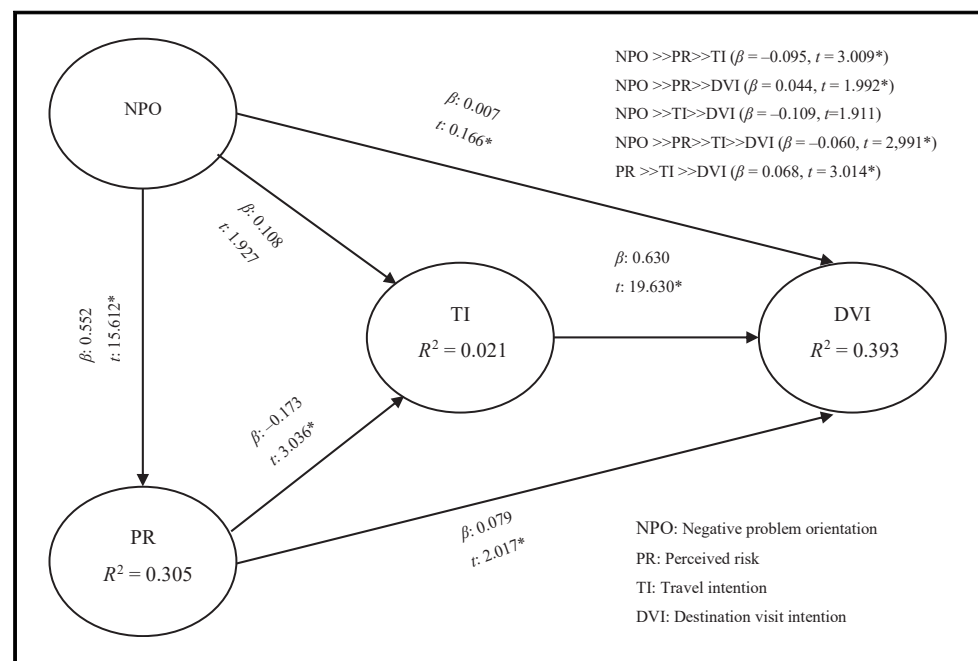 NPO >>PR>>TI (β = –0.095, t = 3.009*)
NPO >>PR>>DVI (β = 0.044, t = 1.992*)
NPO >>TI>>DVI (β = –0.109, t=1.911)
NPO >>PR>>TI>>DVI (β = –0.060, t = 2,991*)
PR >>TI >>DVI (β = 0.068, t = 3.014*)
NPO
β: 0.007
t: 0.166*
β: 0.108
t: 1.927
β: 0.630
t: 19.630*
β: 0.552
t: 15.612*
TI
R² = 0.021
DVI
R² = 0.393
β: –0.173
t: 3.036*
PR
R² = 0.305
β: 0.079
t: 2.017*
NPO: Negative problem orientation
PR: Perceived risk
TI: Travel intention
DVI: Destination visit intention